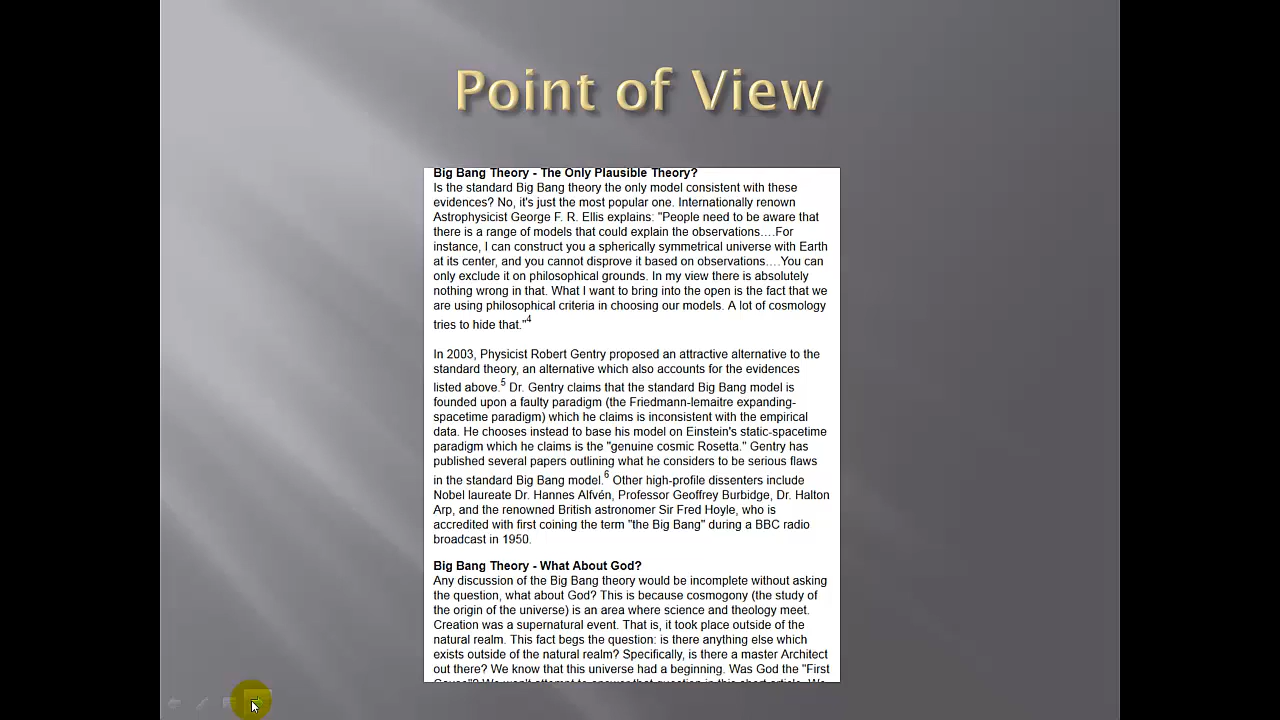 Point of View
Big Bang Theory - The Only Plausible Theory?
Is the standard Big Bang theory the only model consistent with these
evidences? No, it's just the most popular one. Internationally renown
Astrophysicist George F. R. Ellis explains: "People need to be aware that
there is a range of models that could explain the observations….For
instance, I can construct you a spherically symmetrical universe with Earth
at its center, and you cannot disprove it based on observations….You can
only exclude it on philosophical grounds. In my view there is absolutely
nothing wrong in that. What I want to bring into the open is the fact that we
are using philosophical criteria in choosing our models. A lot of cosmology
tries to hide that."4
In 2003, Physicist Robert Gentry proposed an attractive alternative to the
standard theory, an alternative which also accounts for the evidences
listed above.5 Dr. Gentry claims that the standard Big Bang model is
founded upon a faulty paradigm (the Friedmann-lemaitre expanding-
spacetime paradigm) which he claims is inconsistent with the empirical
data. He chooses instead to base his model on Einstein's static-spacetime
paradigm which he claims is the "genuine cosmic Rosetta." Gentry has
published several papers outlining what he considers to be serious flaws
in the standard Big Bang model.6 Other high-profile dissenters include
Nobel laureate Dr. Hannes Alfvén, Professor Geoffrey Burbidge, Dr. Halton
Arp, and the renowned British astronomer Sir Fred Hoyle, who is
accredited with first coining the term "the Big Bang" during a BBC radio
broadcast in 1950.
Big Bang Theory - What About God?
Any discussion of the Big Bang theory would be incomplete without asking
the question, what about God? This is because cosmogony (the study of
the origin of the universe) is an area where science and theology meet.
Creation was a supernatural event. That is, it took place outside of the
natural realm. This fact begs the question: is there anything else which
exists outside of the natural realm? Specifically, is there a master Architect
out there? We know that this universe had a beginning. Was God the "First